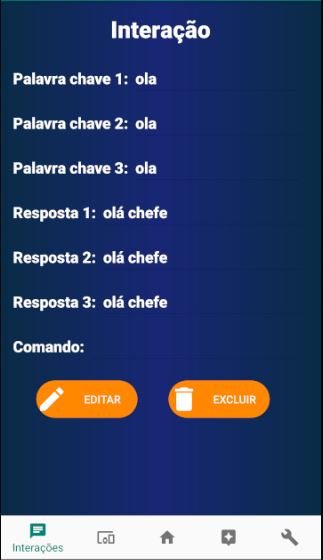 Interação
Palavra chave 1: ola
Palavra chave 2: ola
Palavra chave 3: ola
Resposta 1: olá chefe
Resposta 2: olá chefe
Resposta 3: olá chefe
Comando:
EDITAR EXCLUIR
Interações